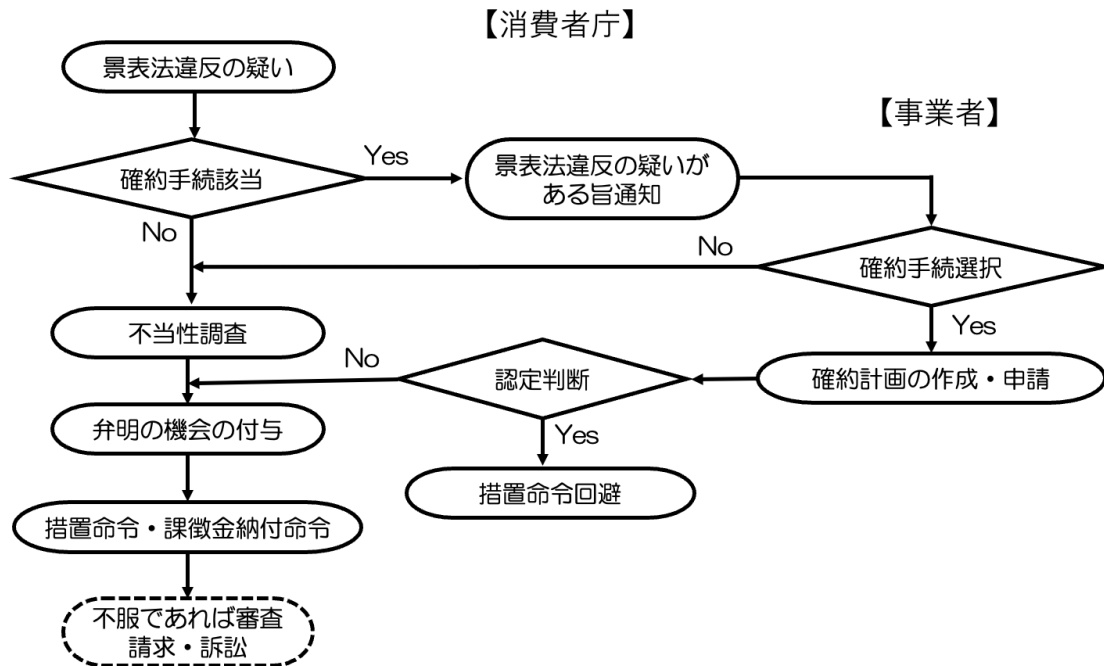 【消費者庁】
景表法違反の疑い
【事業者】
確約手続該当
Yes
景表法違反の疑いが
ある旨通知
No
No
確約手続選択
Yes
不当性調査
No
認定判断
確約計画の作成・申請
弁明の機会の付与
Yes
措置命令回避
措置命令・課徴金納付命令
不服であれば審査
請求・訴訟